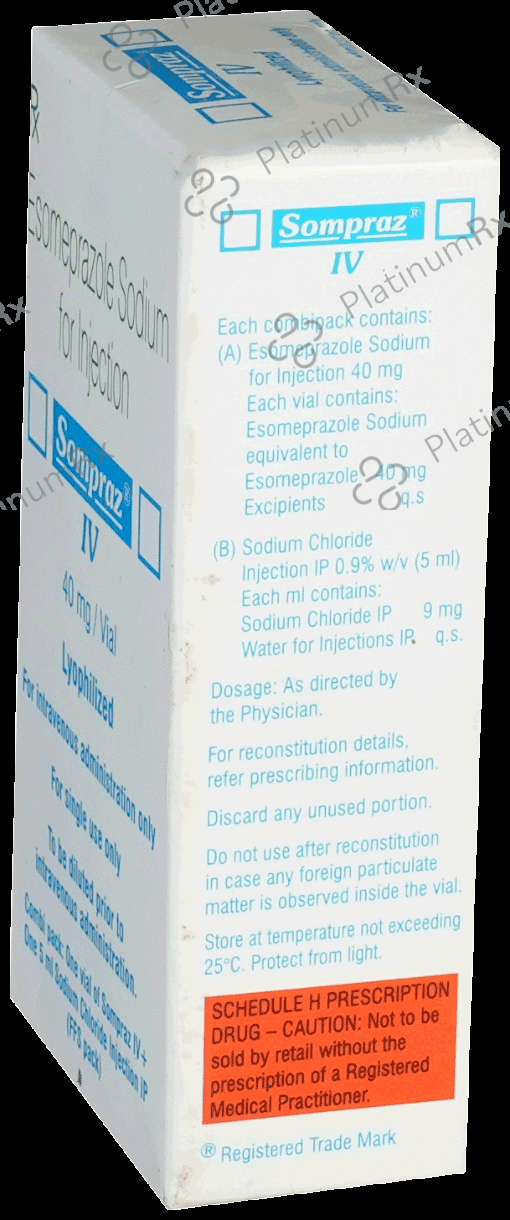 Sompraz
IV
Lyophilized
Rx
Esomeprazole Sodium
for Injection
Sompraz®
IV
40 mg / Vial
Lyophilized
For intravenous administration only
For single use only
To be diluted prior to
intravenous administration.
Combi pack: One vial of Sompraz IV +
One 5 ml Sodium Chloride Injection IP
(FFS pack)
Sompraz®
IV
Each combipack contains:
(A) Esomeprazole Sodium
for Injection 40 mg
Each vial contains:
Esomeprazole Sodium
equivalent to
Esomeprazole 40 mg
Excipients q.s
(B) Sodium Chloride
Injection IP 0.9% w/v (5 ml)
Each ml contains:
Sodium Chloride IP 9 mg
Water for Injections IP q.s.
Dosage: As directed by
the Physician.
For reconstitution details,
refer prescribing information.
Discard any unused portion.
Do not use after reconstitution
in case any foreign particulate
matter is observed inside the vial.
Store at temperature not exceeding
25°C. Protect from light.
SCHEDULE H PRESCRIPTION
DRUG – CAUTION: Not to be
sold by retail without the
prescription of a Registered
Medical Practitioner.
® Registered Trade Mark
Platinum Rx
PlatinumRx